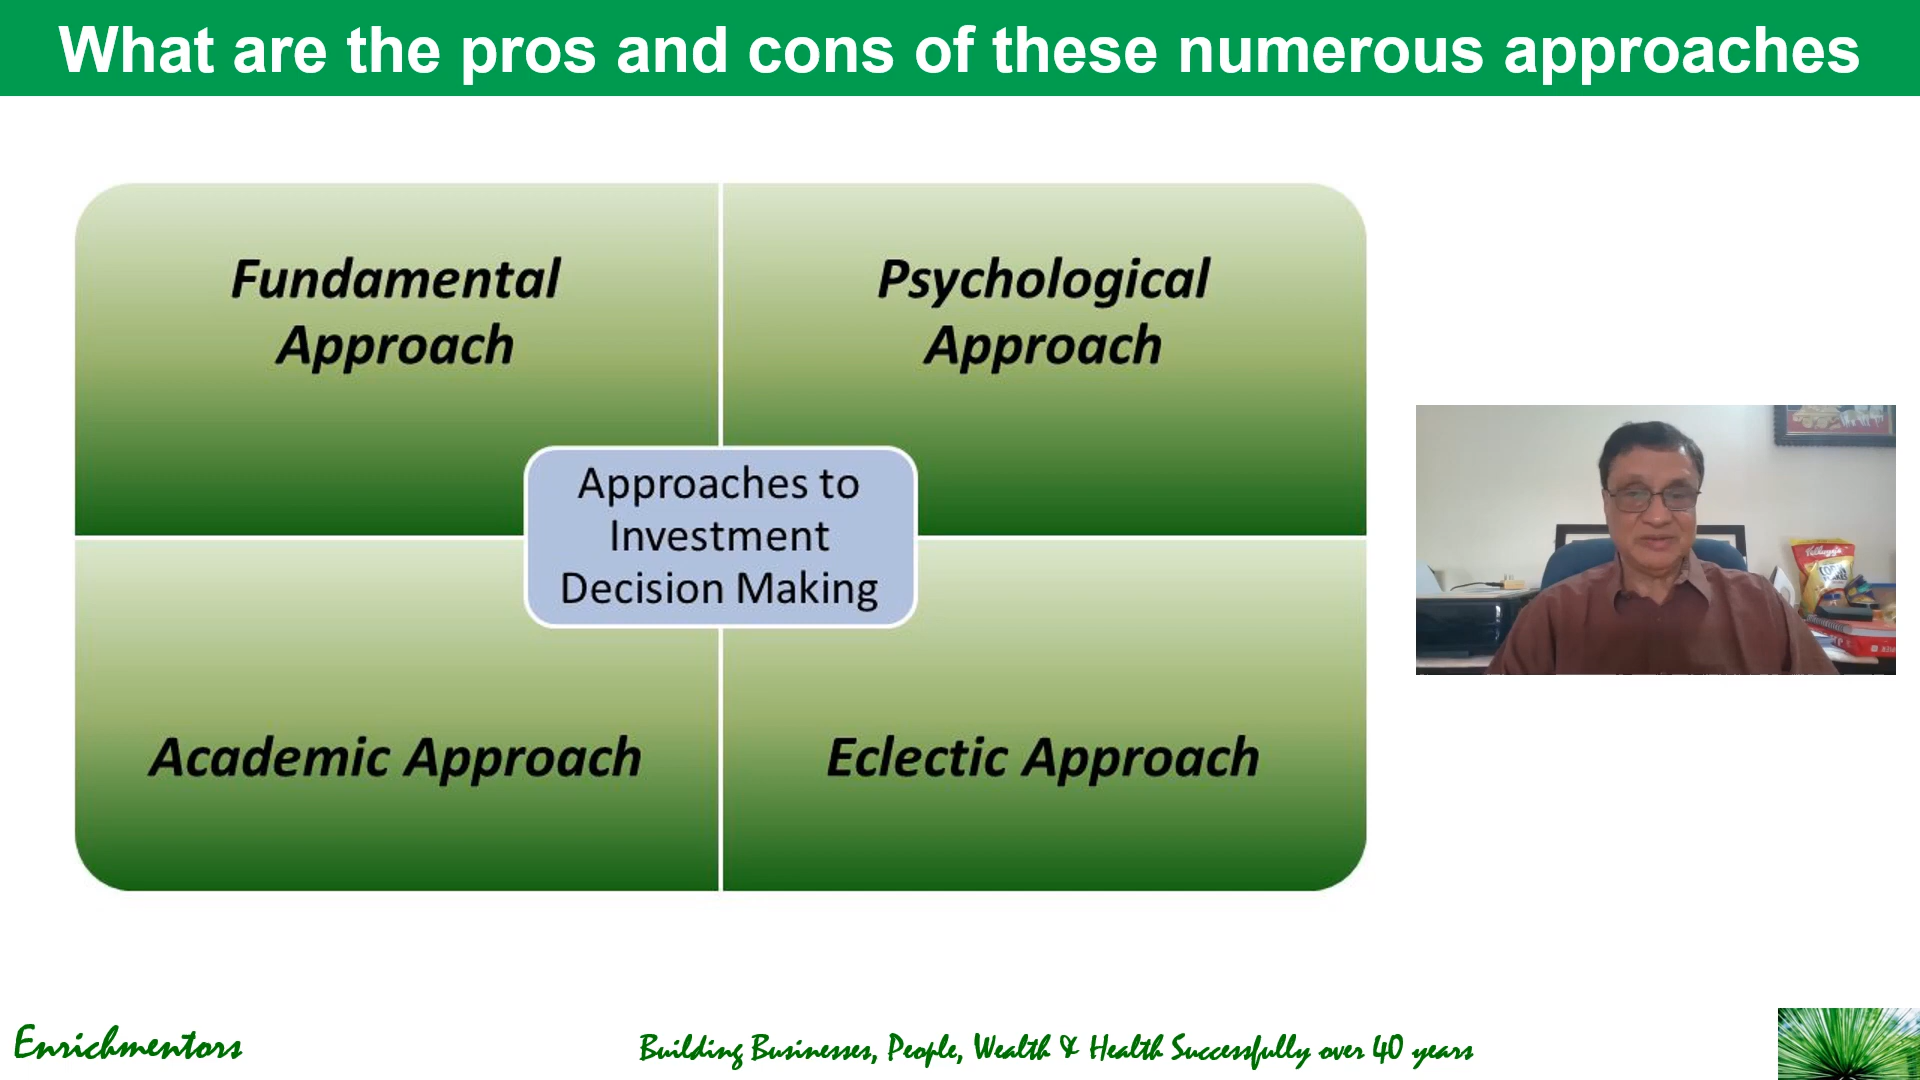 What are the pros and cons of these numerous approaches
Fundamental
Approach
Psychological
Approach
Approaches to
Investment
Decision Making
Academic Approach
Eclectic Approach
Kellogg's
Enrichmentors
Building Businesses, People, Wealth & Health Successfully over 40 years